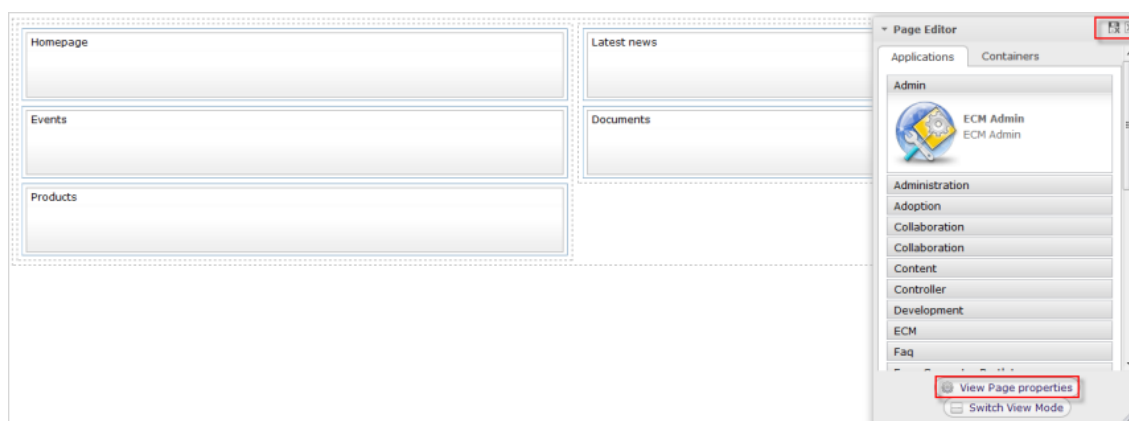 Homepage
Latest news
Events
Documents
Products
Page Editor
Applications Containers
Admin
ECM Admin
ECM Admin
Administration
Adoption
Collaboration
Collaboration
Content
Controller
Development
ECM
Faq
View Page properties
Switch View Mode